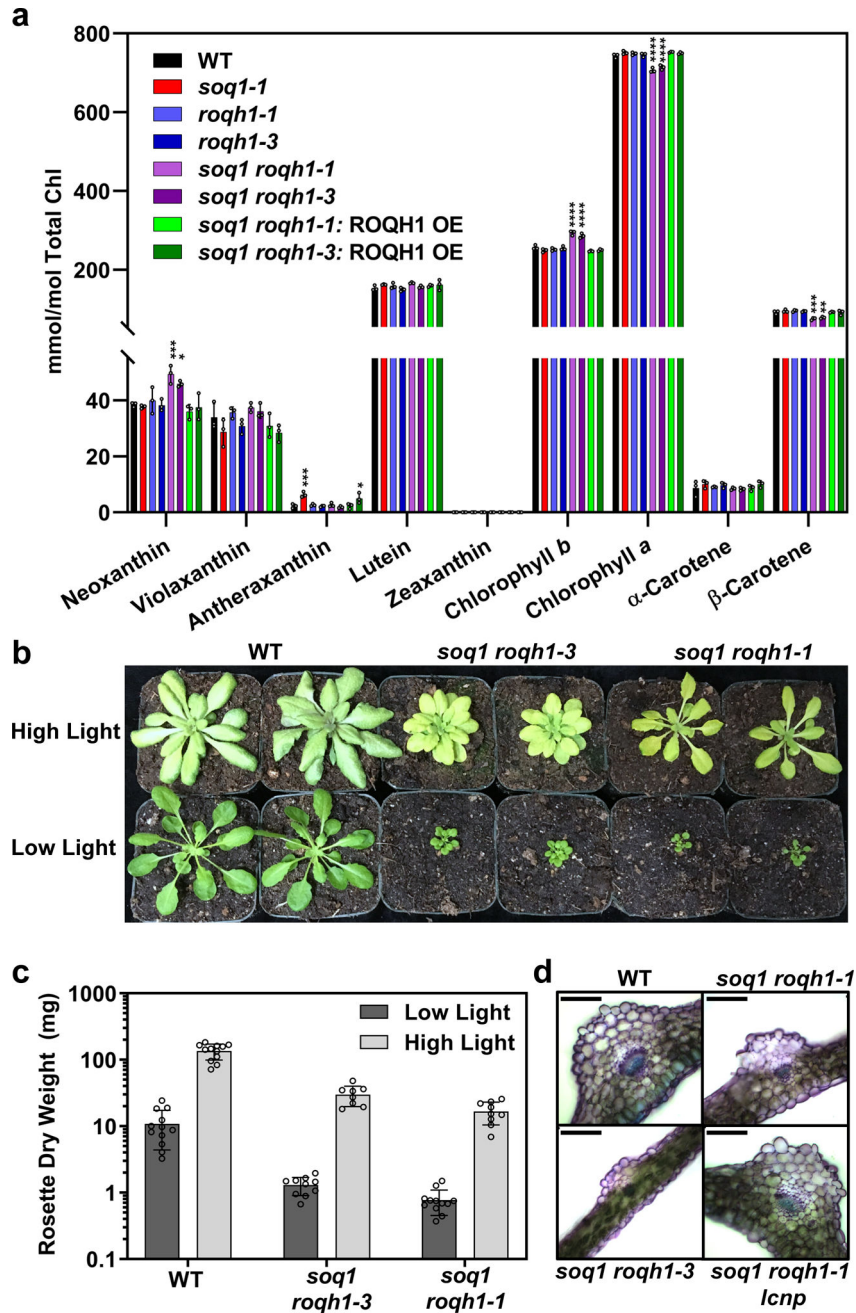 a
800
600
400
200
40
20
0
mmol/mol Total Chl
WT
soq1-1
roqh1-1
roqh1-3
soq1 roqh1-1
soq1 roqh1-3
soq1 roqh1-1: ROQH1 OE
soq1 roqh1-3: ROQH1 OE
***
*
***
*
****
****
****
****
***
**
Neoxanthin
Violaxanthin
Antheraxanthin
Lutein
Zeaxanthin
Chlorophyll b
Chlorophyll a
α-Carotene
β-Carotene
b
WT
soq1 roqh1-3
soq1 roqh1-1
High Light
Low Light
c
Rosette Dry Weight (mg)
1000
100
10
1
0.1
Low Light
High Light
WT
soq1
roqh1-3
soq1
roqh1-1
d
WT
soq1 roqh1-1
soq1 roqh1-3
soq1 roqh1-1
lcnp